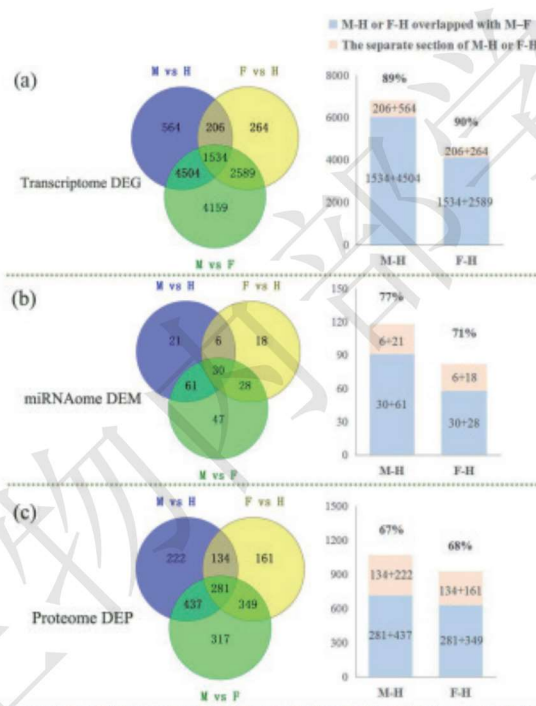 M-H or F-H overlapped with M-F
The separate section of M-H or F-H
(a)
M vs H
F vs H
564
206
264
1534
4504
2589
4159
M vs F
Transcriptome DEG
8000
6000
4000
2000
0
89%
206+564
1534+4504
90%
206+264
1534+2589
M-H
F-H
(b)
M vs H
F vs H
21
6
18
30
61
28
47
M vs F
miRNAome DEM
150
120
90
60
30
0
77%
6+21
30+61
71%
6+18
30+28
M-H
F-H
(c)
M vs H
F vs H
222
134
161
281
437
349
317
M vs F
Proteome DEP
1500
1200
900
600
300
0
67%
134+222
281+437
68%
134+161
281+349
M-H
F-H